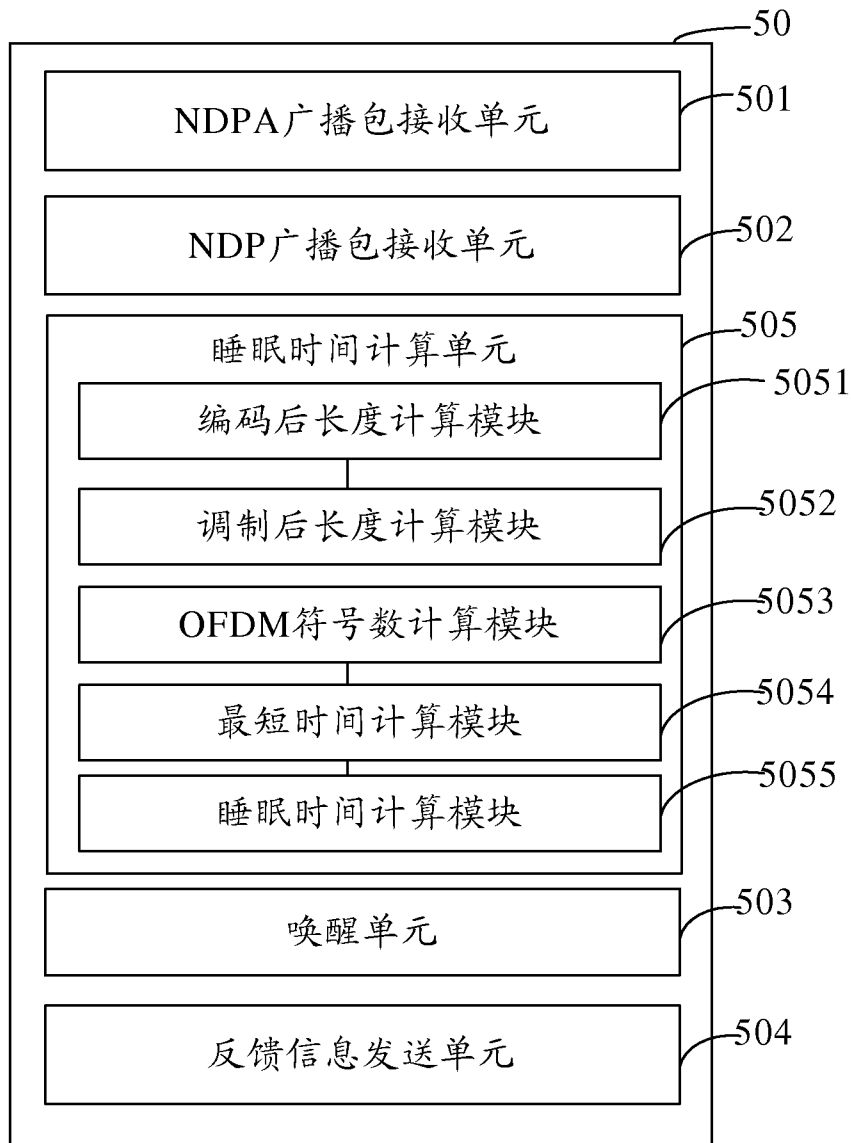 50
NDPA广播包接收单元
501
NDP广播包接收单元
502
睡眠时间计算单元
505
编码后长度计算模块
5051
调制后长度计算模块
5052
OFDM符号数计算模块
5053
最短时间计算模块
5054
睡眠时间计算模块
5055
唤醒单元
503
反馈信息发送单元
504